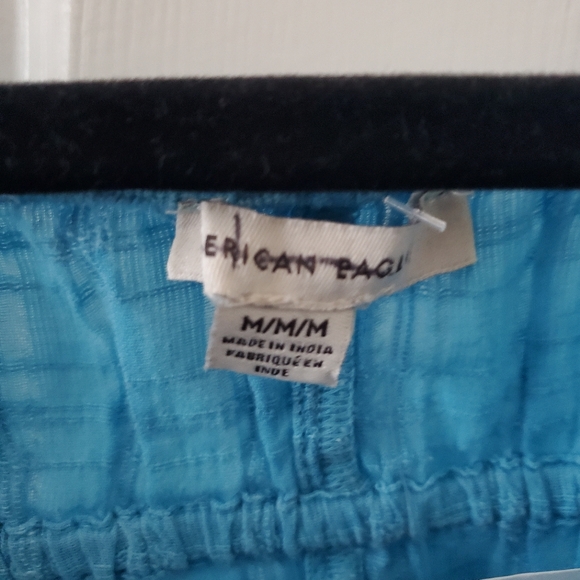 ERICAN EAGL
M/M/M
MADE IN INDIA
FABRIQUÉ EN
INDE